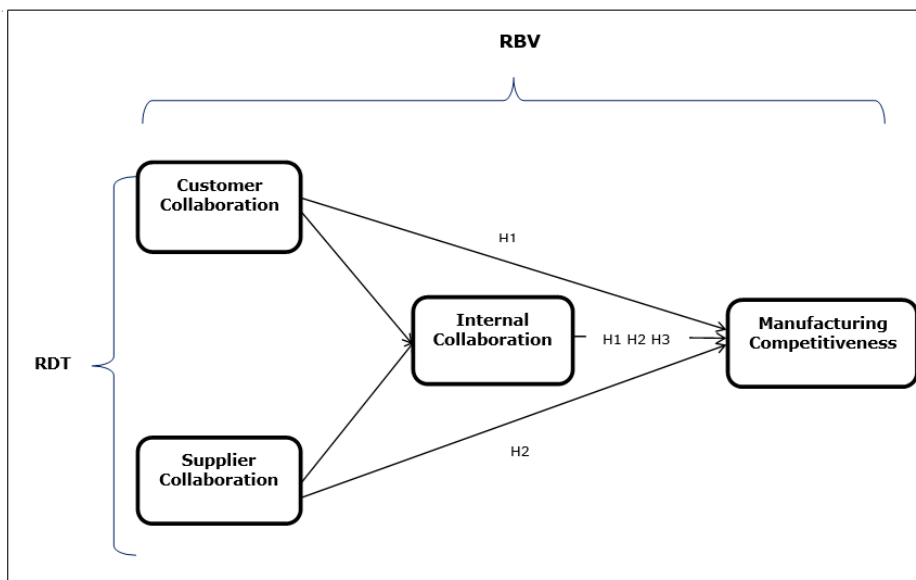 RBV
Customer
Collaboration
H1
Internal
Collaboration
H1 H2 H3
Manufacturing
Competitiveness
RDT
Supplier
Collaboration
H2